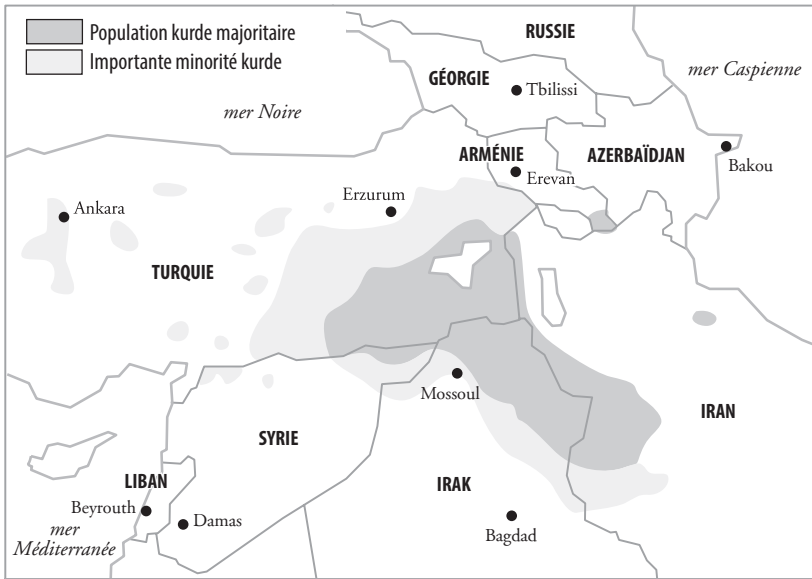 Population kurde majoritaire
Importante minorité kurde
RUSSIE
mer Caspienne
GÉORGIE
Tbilissi
mer Noire
ARMÉNIE
AZERBAÏDJAN
Bakou
Erevan
Erzurum
Ankara
TURQUIE
Mossoul
IRAN
SYRIE
LIBAN
IRAK
Beyrouth
Damas
Bagdad
mer
Méditerranée